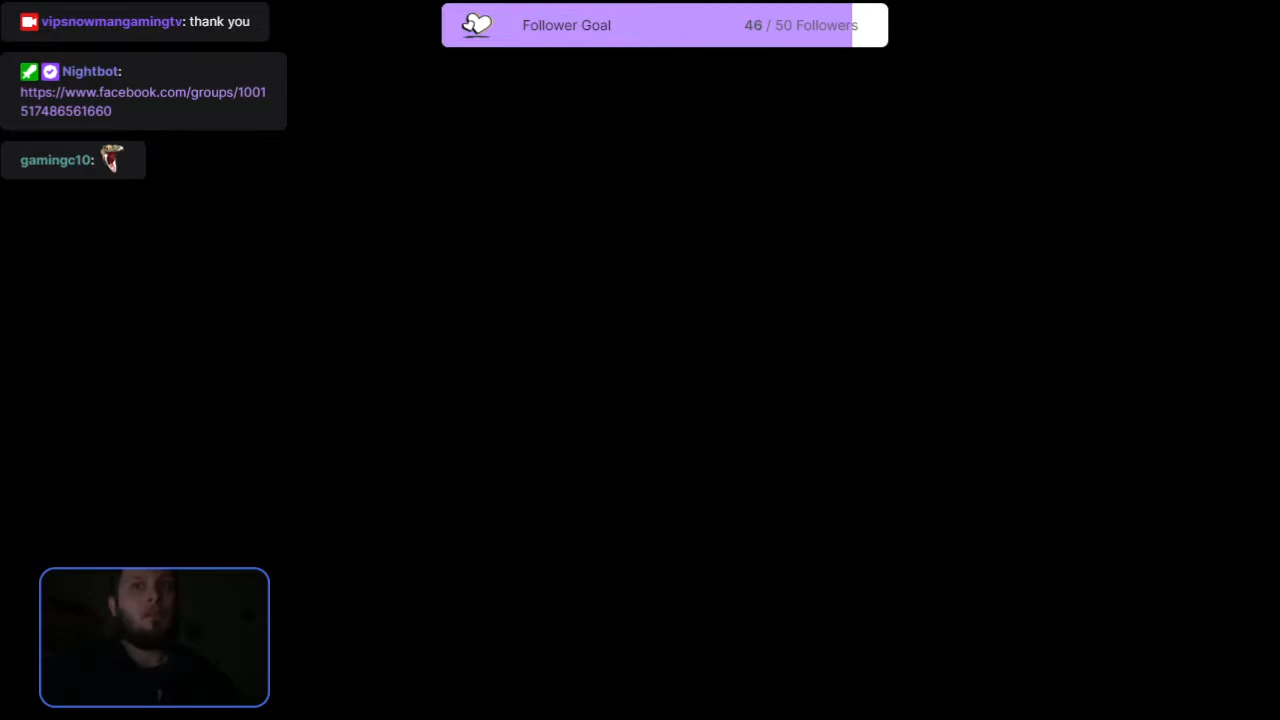 vipsnowmangamingtv: thank you
Follower Goal 46 / 50 Followers
Nightbot:
https://www.facebook.com/groups/1001
517486561660
gamingc10: